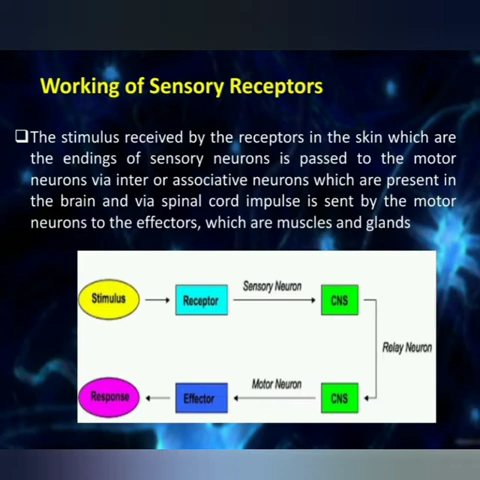 Working of Sensory Receptors
❑The stimulus received by the receptors in the skin which are
the endings of sensory neurons is passed to the motor
neurons via inter or associative neurons which are present in
the brain and via spinal cord impulse is sent by the motor
neurons to the effectors, which are muscles and glands
Stimulus
Receptor
Sensory Neuron
CNS
Relay Neuron
Response
Effector
Motor Neuron
CNS